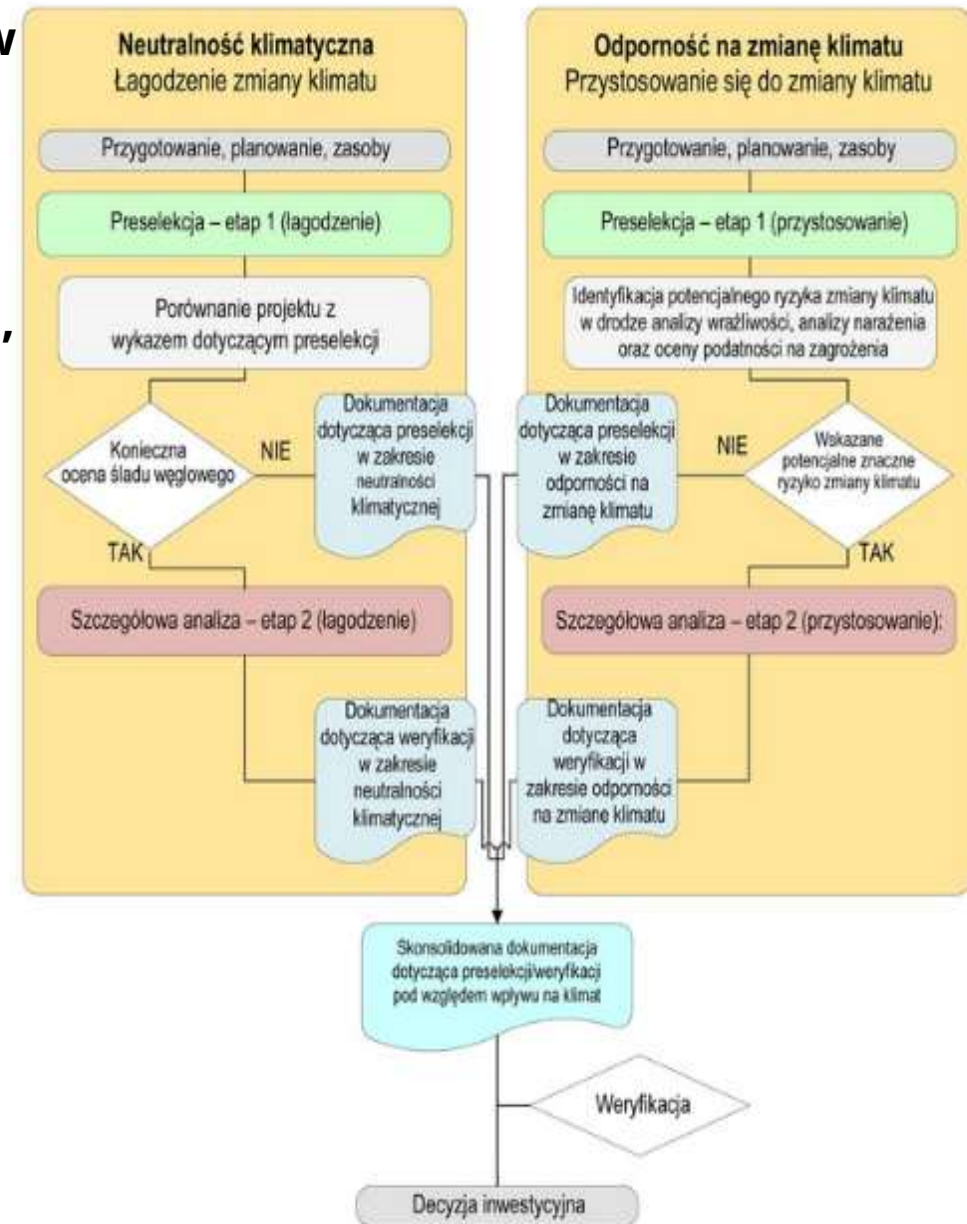 Neutralność klimatyczna
Łagodzenie zmiany klimatu
Przygotowanie, planowanie, zasoby
Preselekcja – etap 1 (łagodzenie)
Porównanie projektu z
wykazem dotyczącym preselekcji
Konieczna
ocena śladu węglowego
NIE
Dokumentacja
dotycząca preselekcji
w zakresie
neutralności
klimatycznej
TAK
Szczegółowa analiza – etap 2 (łagodzenie)
Dokumentacja
dotycząca weryfikacji
w zakresie
neutralności
klimatycznej
Odporność na zmianę klimatu
Przystosowanie się do zmiany klimatu
Przygotowanie, planowanie, zasoby
Preselekcja – etap 1 (przystosowanie)
Identyfikacja potencjalnego ryzyka zmiany klimatu
w drodze analizy wrażliwości, analizy narażenia
oraz oceny podatności na zagrożenia
Dokumentacja
dotycząca preselekcji
w zakresie
odporności na
zmianę klimatu
NIE
Wskazane
potencjalne znaczne
ryzyko zmiany klimatu
TAK
Szczegółowa analiza – etap 2 (przystosowanie):
Dokumentacja
dotycząca
weryfikacji w
zakresie odporności
na zmiane klimatu
Skonsolidowana dokumentacja
dotycząca preselekcji/weryfikacji
pod względem wpływu na klimat
Weryfikacja
Decyzja inwestycyjna